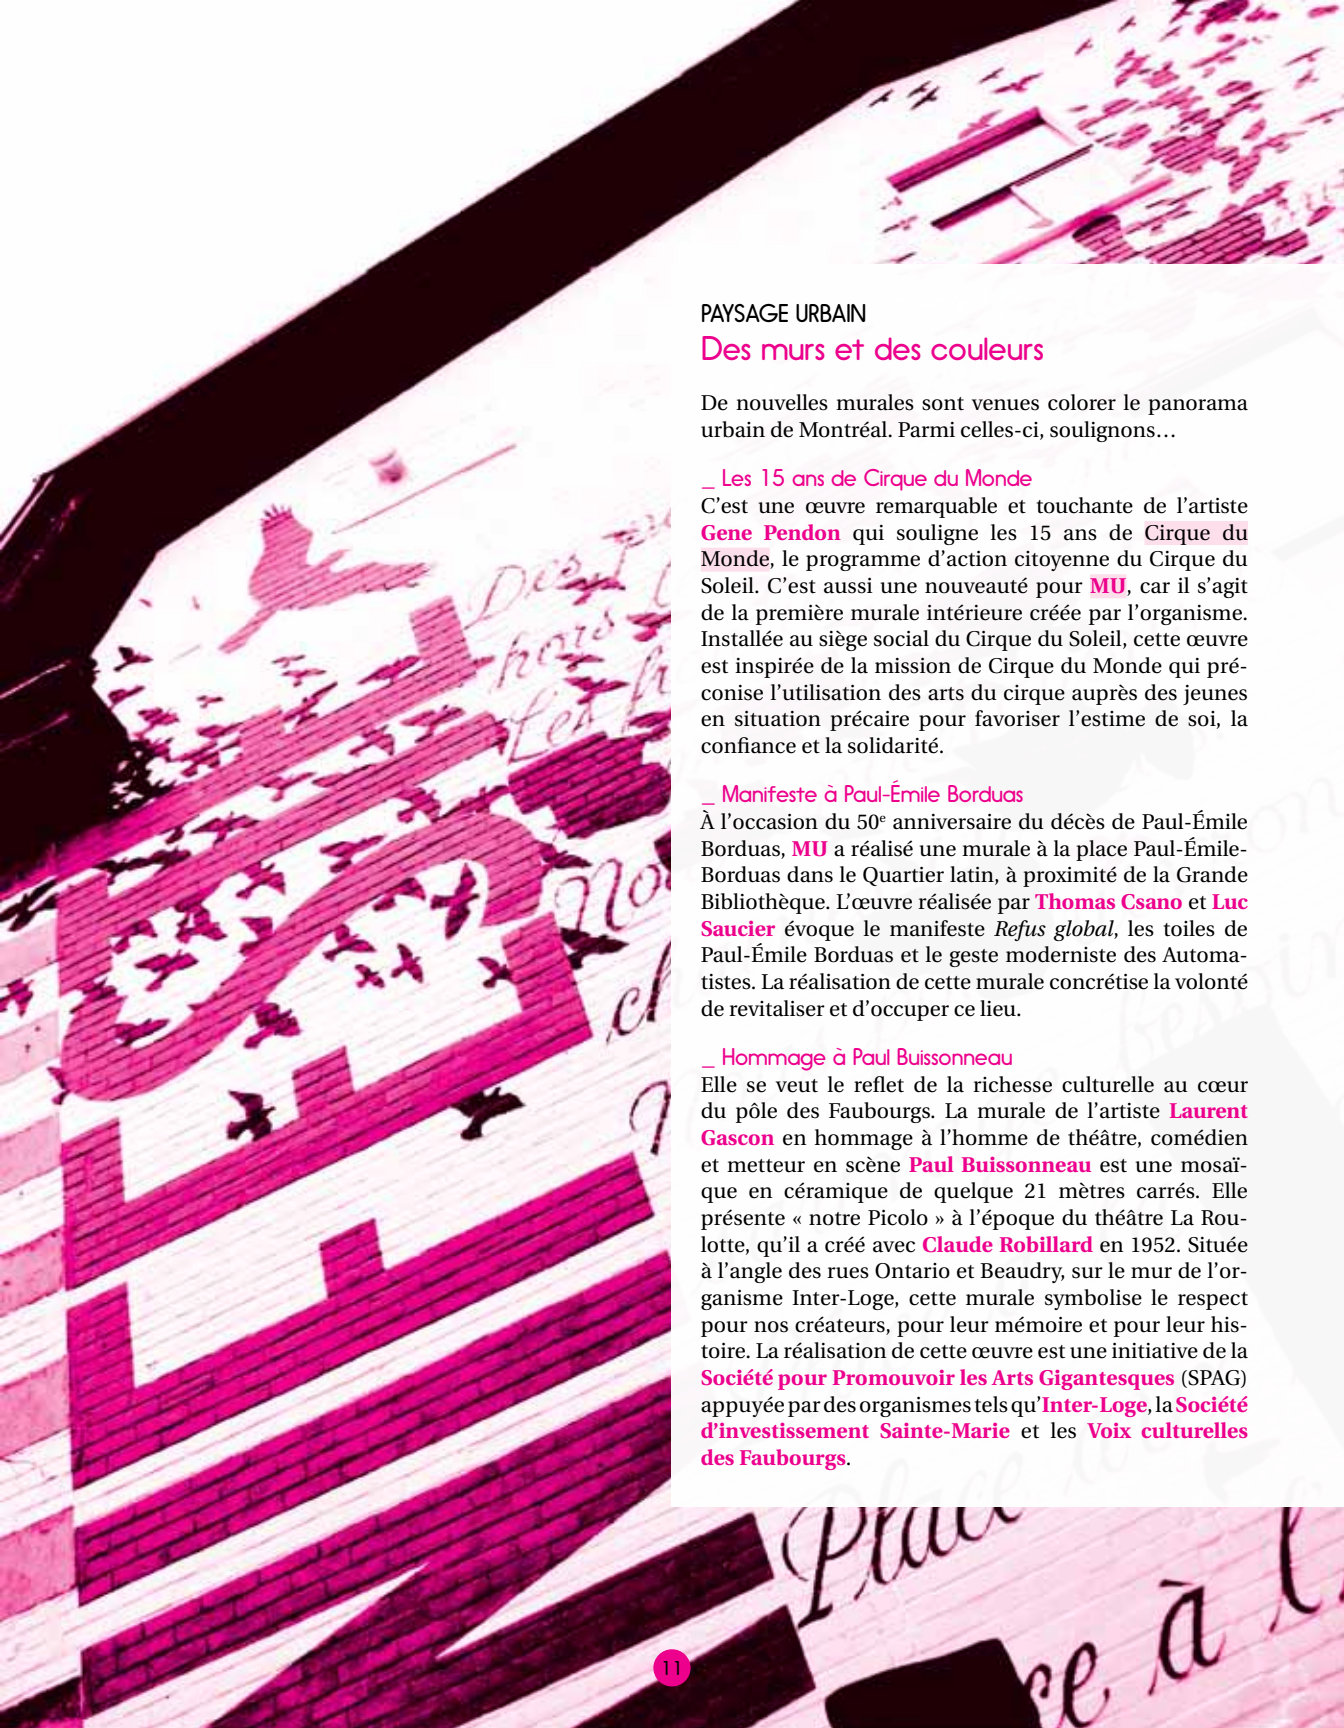 PAYSAGE URBAIN
Des murs et des couleurs
De nouvelles murales sont venues colorer le panorama
urbain de Montréal. Parmi celles-ci, soulignons…
_ Les 15 ans de Cirque du Monde
C’est une œuvre remarquable et touchante de l’artiste
Gene Pendon qui souligne les 15 ans de Cirque du
Monde, le programme d’action citoyenne du Cirque du
Soleil. C’est aussi une nouveauté pour MU, car il s’agit
de la première murale intérieure créée par l’organisme.
Installée au siège social du Cirque du Soleil, cette œuvre
est inspirée de la mission de Cirque du Monde qui pré-
conise l’utilisation des arts du cirque auprès des jeunes
en situation précaire pour favoriser l’estime de soi, la
confiance et la solidarité.
_ Manifeste à Paul-Émile Borduas
À l’occasion du 50e anniversaire du décès de Paul-Émile
Borduas, MU a réalisé une murale à la place Paul-Émile-
Borduas dans le Quartier latin, à proximité de la Grande
Bibliothèque. L’œuvre réalisée par Thomas Csano et Luc
Saucier évoque le manifeste Refus global, les toiles de
Paul-Émile Borduas et le geste moderniste des Automa-
tistes. La réalisation de cette murale concrétise la volonté
de revitaliser et d’occuper ce lieu.
_ Hommage à Paul Buissonneau
Elle se veut le reflet de la richesse culturelle au cœur
du pôle des Faubourgs. La murale de l’artiste Laurent
Gascon en hommage à l’homme de théâtre, comédien
et metteur en scène Paul Buissonneau est une mosaï-
que en céramique de quelque 21 mètres carrés. Elle
présente « notre Picolo » à l’époque du théâtre La Rou-
lotte, qu’il a créé avec Claude Robillard en 1952. Située
à l’angle des rues Ontario et Beaudry, sur le mur de l’or-
ganisme Inter-Loge, cette murale symbolise le respect
pour nos créateurs, pour leur mémoire et pour leur his-
toire. La réalisation de cette œuvre est une initiative de la
Société pour Promouvoir les Arts Gigantesques (SPAG)
appuyée par des organismes tels qu’Inter-Loge, la Société
d’investissement Sainte-Marie et les Voix culturelles
des Faubourgs.
Des
hors
Les
Place
à
11